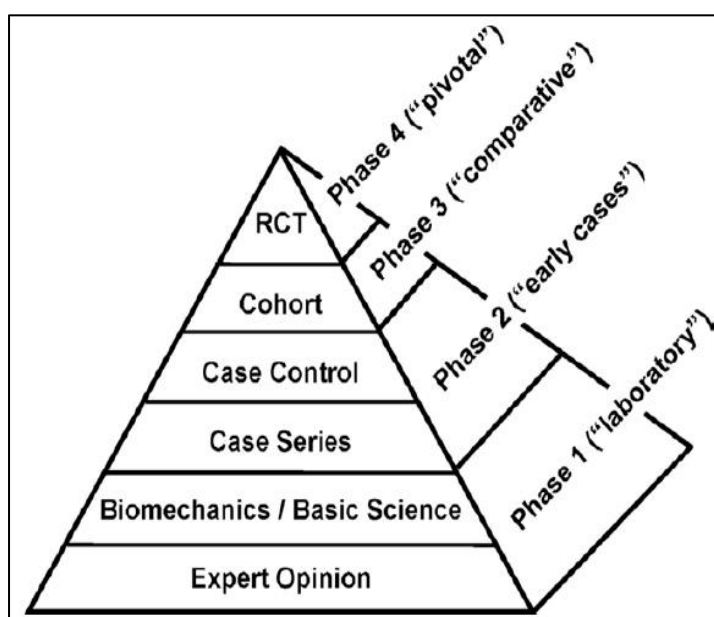 Phase 4 (“pivotal”)
Phase 3 (“comparative”)
Phase 2 (“early cases”)
Phase 1 (“laboratory”)
RCT
Cohort
Case Control
Case Series
Biomechanics / Basic Science
Expert Opinion